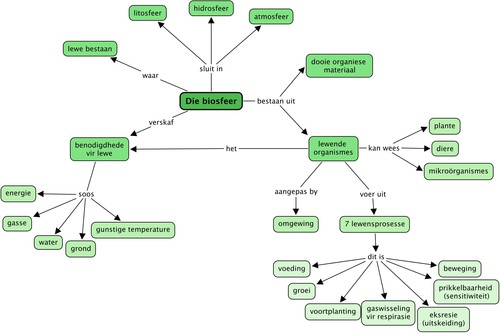 hidrosfeer
litosfeer
atmosfeer
lewe bestaan
sluit in
waar
dooie organiese
materiaal
Die biosfeer
bestaan uit
verskaf
plante
benodigdhede
vir lewe
het
lewende
organismes
kan wees
diere
mikroörganismes
energie
soos
aangepas by
voer uit
gasse
water
grond
gunstige temperature
omgewing
7 lewensprosesse
dit is
voeding
beweging
groei
prikkelbaarheid
(sensitiwiteit)
voortplanting
gaswisseling
vir respirasie
eksresie
(uitskeiding)